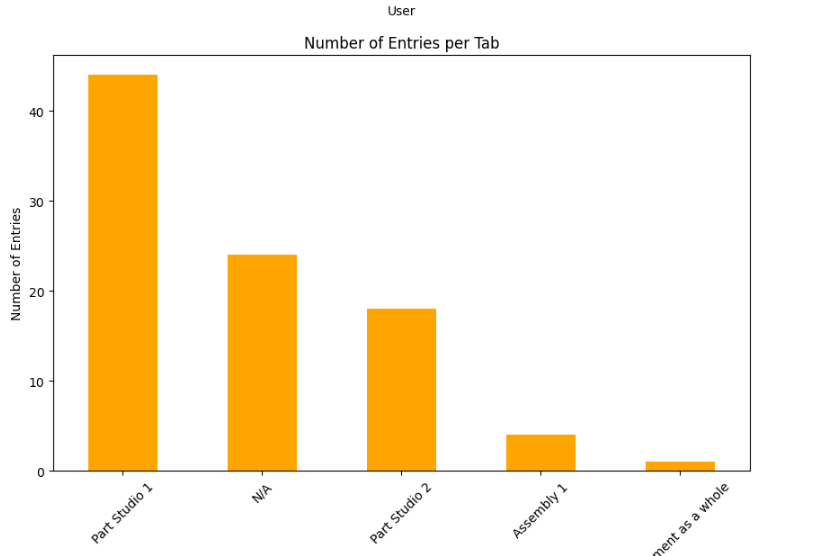 User
Number of Entries per Tab
Number of Entries
40
30
20
10
0
Part Studio 1
N/A
Part Studio 2
Assembly 1
as a whole